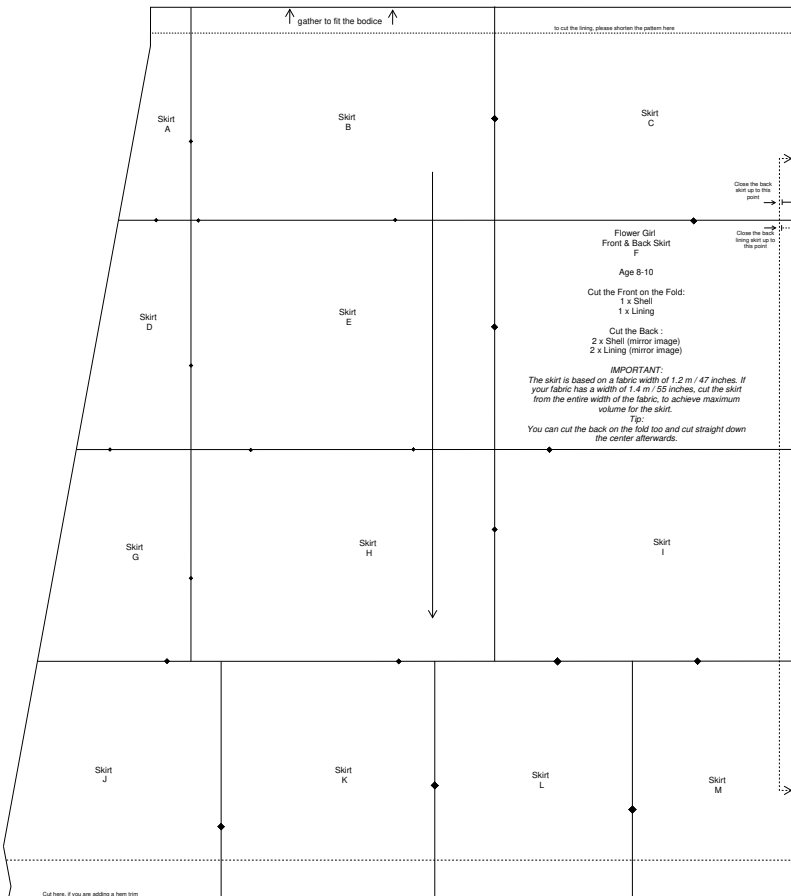 gather to fit the bodice
to cut the lining, please shorten the pattern here
Skirt
A
Skirt
B
Skirt
C
Close the back
skirt up to this
point
Close the back
lining skirt up to
this point
Flower Girl
Front & Back Skirt
F
Age 8-10
Cut the Front on the Fold:
1 x Shell
1 x Lining
Cut the Back :
2 x Shell (mirror image)
2 x Lining (mirror image)
IMPORTANT:
The skirt is based on a fabric width of 1.2 m / 47 inches. If
your fabric has a width of 1.4 m / 55 inches, cut the skirt
from the entire width of the fabric, to achieve maximum
volume for the skirt.
Tip:
You can cut the back on the fold too and cut straight down
the center afterwards.
Skirt
D
Skirt
E
Skirt
G
Skirt
H
Skirt
I
Skirt
J
Skirt
K
Skirt
L
Skirt
M
Cut here, if you are adding a hem trim